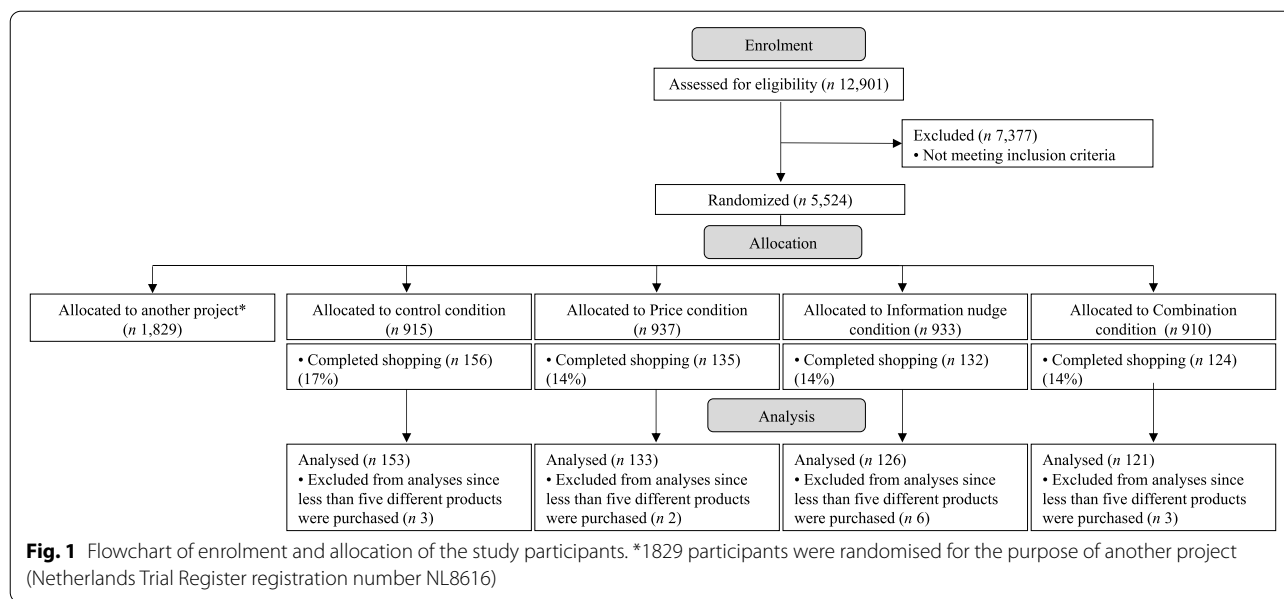 Enrolment
Assessed for eligibility (n 12,901)
Excluded (n 7,377)
• Not meeting inclusion criteria
Randomized (n 5,524)
Allocation
Allocated to another project*
(n 1,829)
Allocated to control condition
(n 915)
• Completed shopping (n 156)
(17%)
Allocated to Price condition
(n 937)
• Completed shopping (n 135)
(14%)
Allocated to Information nudge
condition (n 933)
• Completed shopping (n 132)
(14%)
Allocated to Combination
condition (n 910)
• Completed shopping (n 124)
(14%)
Analysis
Analysed (n 153)
• Excluded from analyses since
less than five different products
were purchased (n 3)
Analysed (n 133)
• Excluded from analyses since
less than five different products
were purchased (n 2)
Analysed (n 126)
• Excluded from analyses since
less than five different products
were purchased (n 6)
Analysed (n 121)
• Excluded from analyses since
less than five different products
were purchased (n 3)
Fig. 1 Flowchart of enrolment and allocation of the study participants. *1829 participants were randomised for the purpose of another project
(Netherlands Trial Register registration number NL8616)